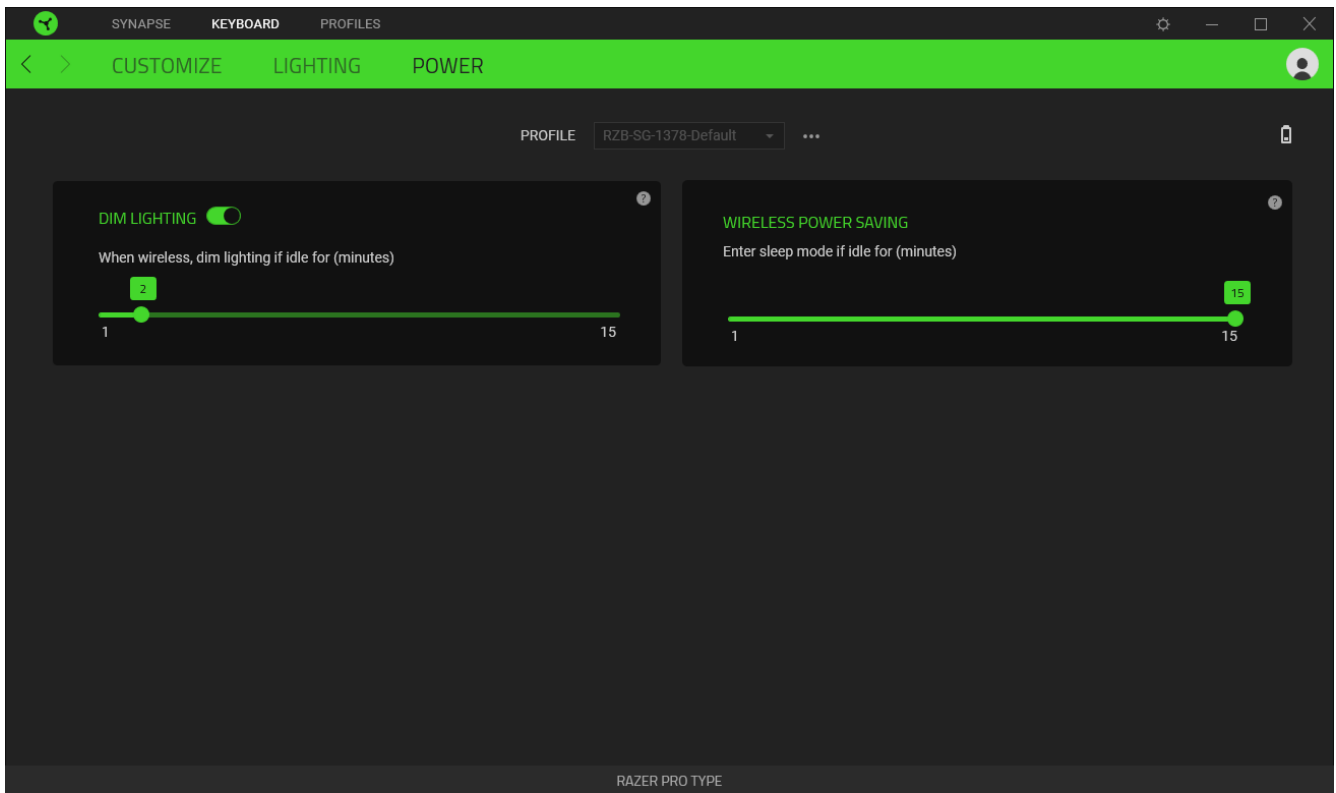 SYNAPSE KEYBOARD PROFILES
CUSTOMIZE LIGHTING POWER
PROFILE RZB-SG-1378-Default
DIM LIGHTING
When wireless, dim lighting if idle for (minutes)
2
1 15
WIRELESS POWER SAVING
Enter sleep mode if idle for (minutes)
15
1 15
RAZER PRO TYPE